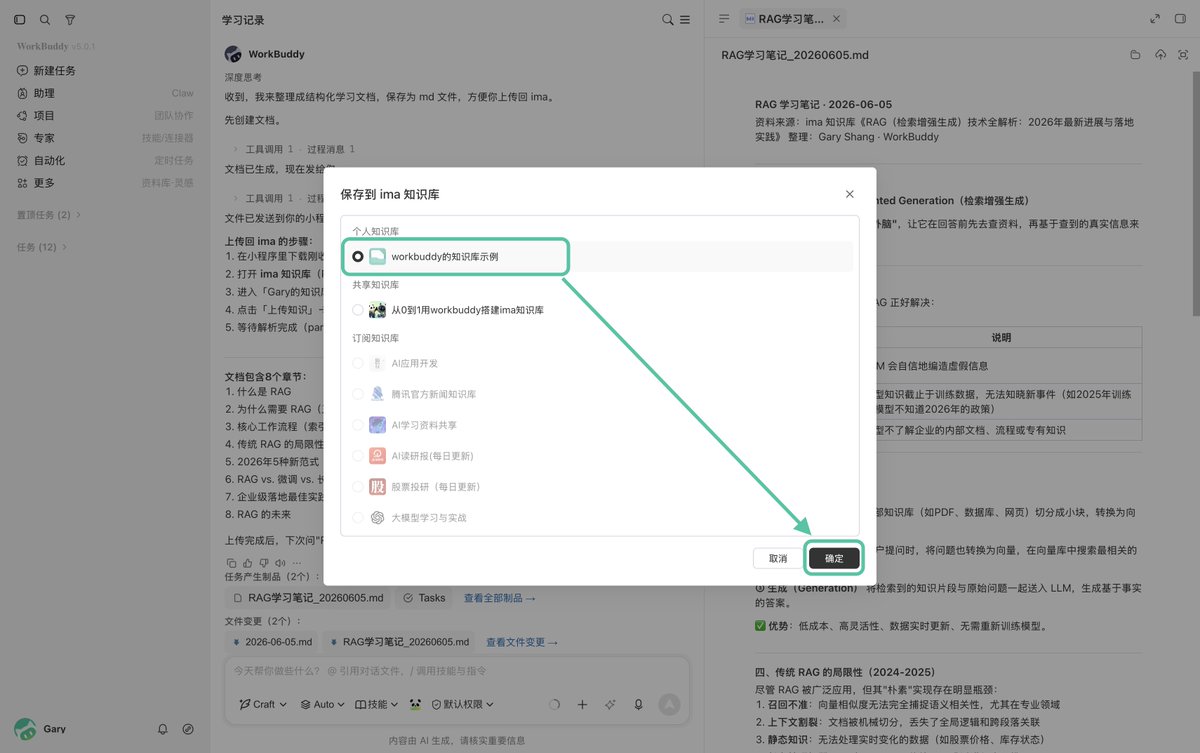 WorkBuddy v5.0.1
新建任务
助理 Claw
项目 团队协作
专家 技能/连接器
自动化 定时任务
更多 资料库·灵感
置顶任务 (2)
任务 (12)
Gary
学习记录
WorkBuddy
深度思考
收到，我来整理成结构化学习文档，保存为 md 文件，方便你上传回 ima。
先创建文档。
工具调用 1 · 过程消息 1
文档已生成，现在发给你
工具调用 1 · 过程
文件已发送到你的小程
上传回 ima 的步骤：
1. 在小程序里下载刚收
2. 打开 ima 知识库
3. 进入「Gary的知识库
4. 点击「上传知识」
5. 等待解析完成（par
文档包含8个章节：
1. 什么是 RAG
2. 为什么需要 RAG
3. 核心工作流程（索引
4. 传统 RAG 的局限性
5. 2026年5种新范式
6. RAG vs. 微调 vs. 长
7. 企业级落地最佳实践
8. RAG 的未来
上传完成后，下次问"R
任务产生制品（2个）：
RAG学习笔记_20260605.md Tasks 查看全部制品 →
文件变更（2个）：
2026-06-05.md RAG学习笔记_20260605.md 查看文件变更 →
今天帮你做些什么？ @ 引用对话文件，/ 调用技能与指令
Craft Auto 技能 默认权限
内容由 AI 生成，请核实重要信息
保存到 ima 知识库
个人知识库
workbuddy的知识库示例
共享知识库
从0到1用workbuddy搭建ima知识库
订阅知识库
AI应用开发
腾讯官方新闻知识库
AI学习资料共享
AI读研报(每日更新)
股票投研（每日更新）
大模型学习与实战
取消 确定
RAG学习笔...
RAG学习笔记_20260605.md
RAG 学习笔记 · 2026-06-05
资料来源：ima 知识库《RAG（检索增强生成）技术全解析：2026年最新进展与落地
实践》 整理：Gary Shang · WorkBuddy
nted Generation（检索增强生成）
外脑"，让它在回答前先去查资料，再基于查到的真实信息来
AG 正好解决：
说明
M 会自信地编造虚假信息
型知识截止于训练数据，无法知晓新事件（如2025年训练
模型不知道2026年的政策）
型不了解企业的内部文档、流程或专有知识
部知识库（如PDF、数据库、网页）切分成小块，转换为向
户提问时，将问题也转换为向量，在向量库中搜索最相关的
③ 生成（Generation） 将检索到的知识片段与原始问题一起送入 LLM，生成基于事实
的答案。
✅ 优势：低成本、高灵活性、数据实时更新、无需重新训练模型。
四、传统 RAG 的局限性（2024-2025）
尽管 RAG 被广泛应用，但其"朴素"实现存在明显瓶颈：
1. 召回不准：向量相似度无法完全捕捉语义相关性，尤其在专业领域
2. 上下文割裂：文档被机械切分，丢失了全局逻辑和跨段落关联
3. 静态知识：无法处理实时变化的数据（如股票价格、库存状态）